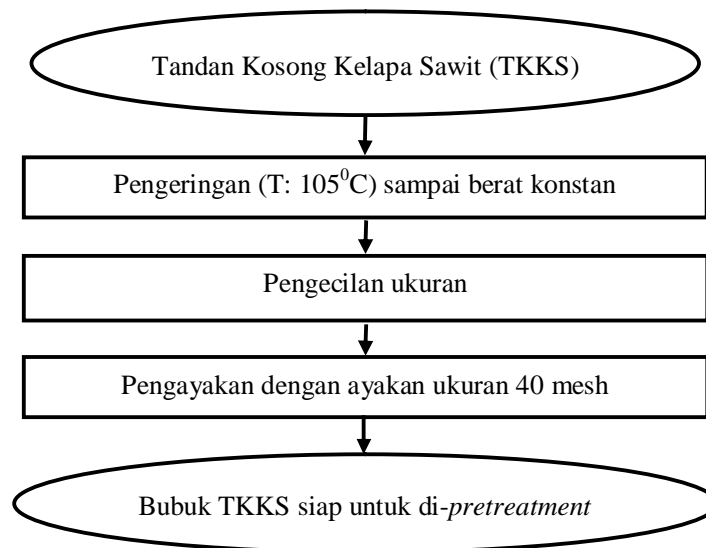 Tandan Kosong Kelapa Sawit (TKKS)
Pengeringan (T: 105⁰C) sampai berat konstan
Pengecilan ukuran
Pengayakan dengan ayakan ukuran 40 mesh
Bubuk TKKS siap untuk di-pretreatment